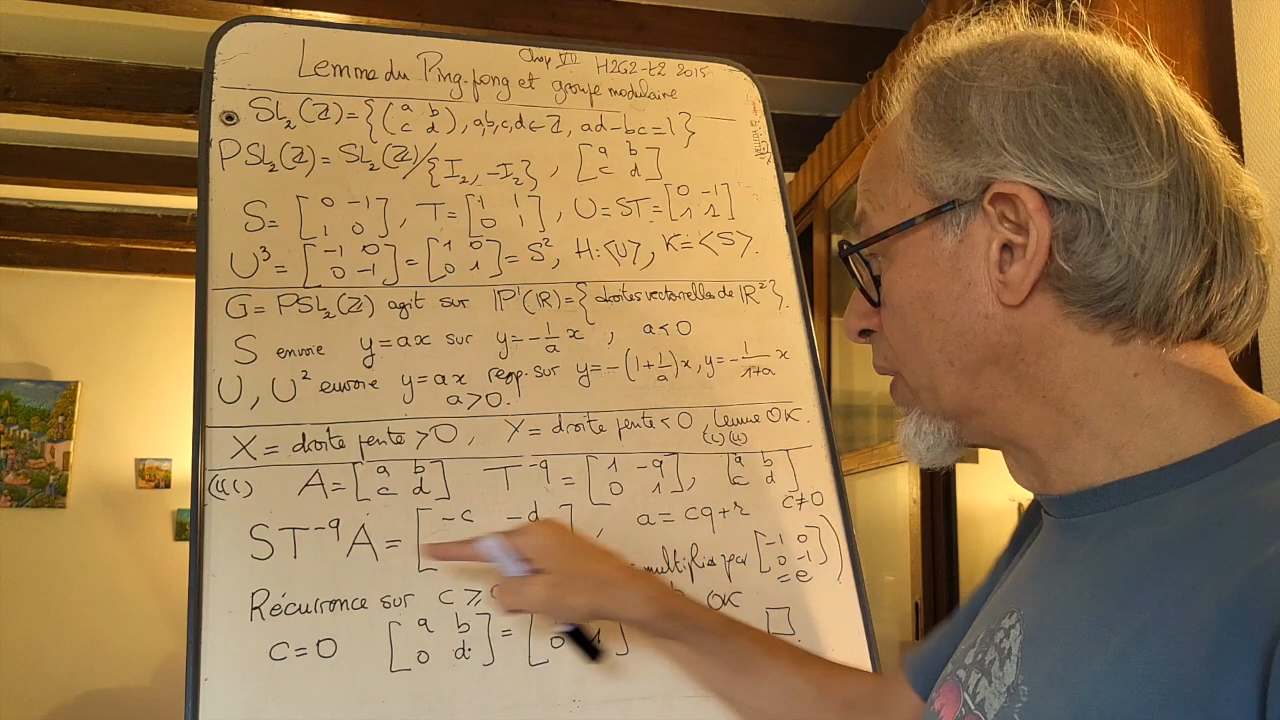 Chap VII H2G2-t2 2015
Lemme du Ping-pong et groupe modulaire
SL₂(ℤ)={(a b / c d), a,b,c,d∈ℤ, ad-bc=1}
PSL₂(ℤ)=SL₂(ℤ)/{I₂,-I₂}, [a b / c d]
S=[0 -1 / 1 0], T=[1 1 / 0 1], U=ST=[0 -1 / 1 1]
U³=[-1 0 / 0 -1]=[1 0 / 0 1]=S², H=<U>, K=<S>.
G=PSL₂(ℤ) agit sur ℙ¹(ℝ)={droites vectorielles de ℝ²}.
S envoie y=ax sur y=-1/a x, a<0
U, U² envoie y=ax resp. sur y=-(1+1/a)x, y=-1/(1+a) x
a>0.
X = droite pente >0, Y = droite pente <0, Lemme OK.
(i) (ii)
(iii) A=[a b / c d] T⁻q=[1 -q / 0 1], [a b / c d]
c≠0
ST⁻qA=[-c -d], a=cq+r
multiplié par [-1 0 / 0 -1])
=e
Récurrence sur c⩾ OK □
c=0 [a b / 0 d]=[0 1]